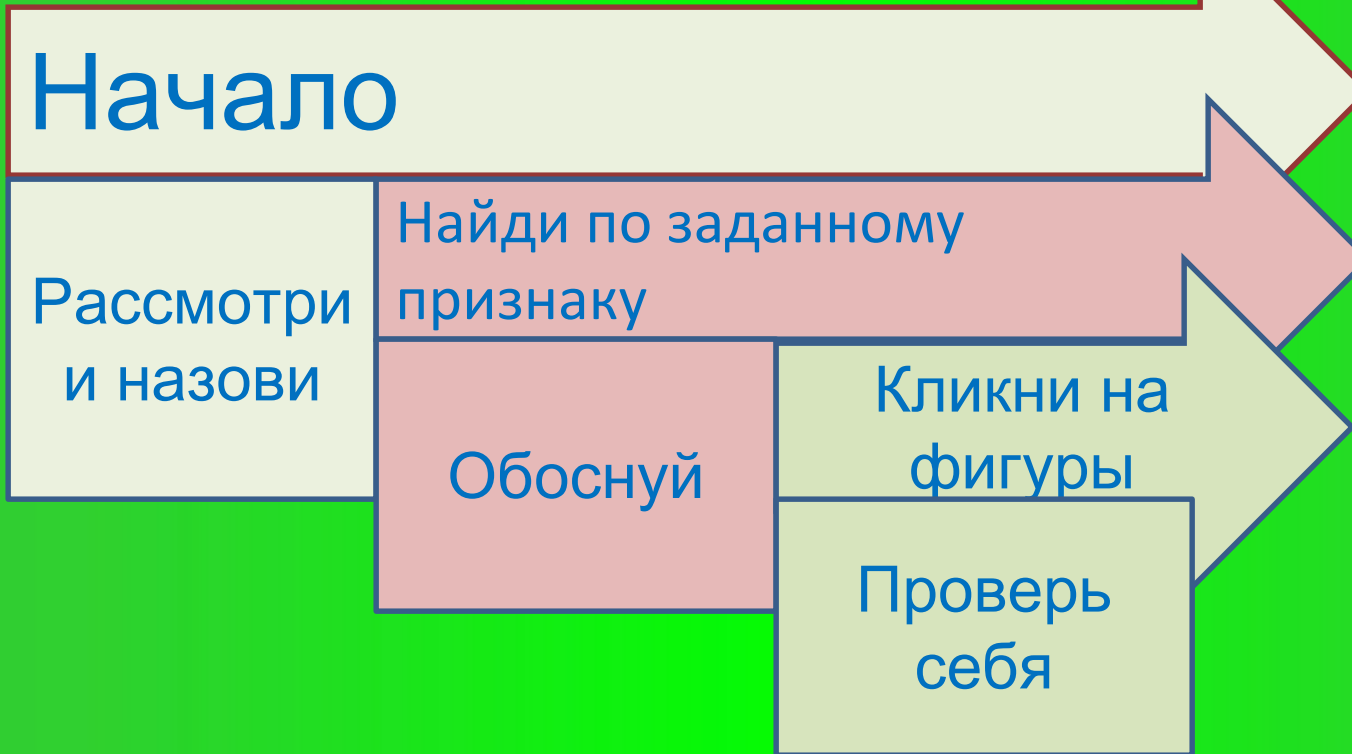 Начало
Рассмотри
и назови
Найди по заданному
признаку
Обоснуй
Кликни на
фигуры
Проверь
себя